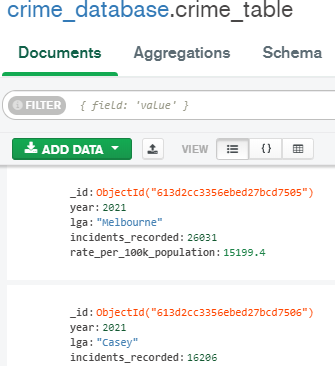 crime_database.crime_table
Documents Aggregations Schema
FILTER { field: 'value' }
ADD DATA VIEW {}
_id: ObjectId("613d2cc3356ebed27bcd7505")
year: 2021
lga: "Melbourne"
incidents_recorded: 26031
rate_per_100k_population: 15199.4
_id: ObjectId("613d2cc3356ebed27bcd7506")
year: 2021
lga: "Casey"
incidents_recorded: 16206